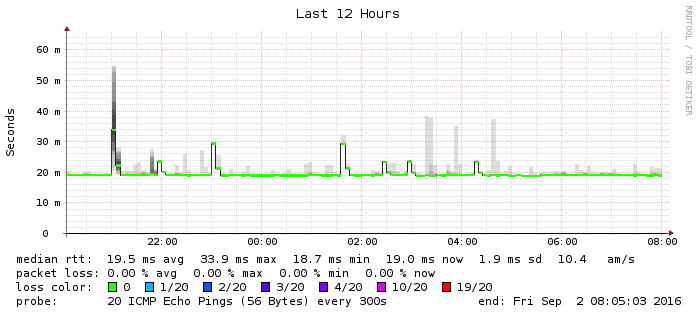 Last 12 Hours
RRDTOOL / TOBI OETIKER
Seconds
60 m
50 m
40 m
30 m
20 m
10 m
0
22:00 00:00 02:00 04:00 06:00 08:00
median rtt: 19.5 ms avg 33.9 ms max 18.7 ms min 19.0 ms now 1.9 ms sd 10.4 am/s
packet loss: 0.00 % avg 0.00 % max 0.00 % min 0.00 % now
loss color: 0 1/20 2/20 3/20 4/20 10/20 19/20
probe: 20 ICMP Echo Pings (56 Bytes) every 300s end: Fri Sep 2 08:05:03 2016